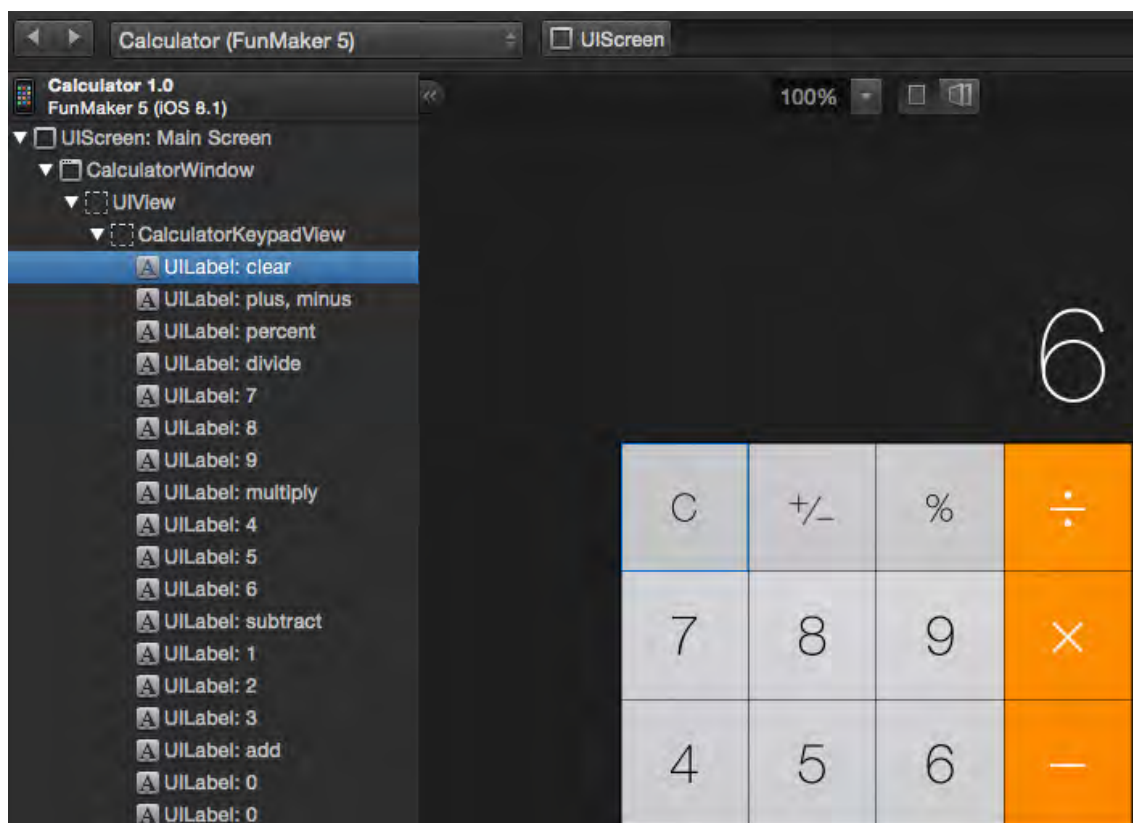 Calculator (FunMaker 5) UIScreen
Calculator 1.0
FunMaker 5 (iOS 8.1)
100%
UIScreen: Main Screen
CalculatorWindow
UIView
CalculatorKeypadView
UILabel: clear
UILabel: plus, minus
UILabel: percent
UILabel: divide
UILabel: 7
UILabel: 8
UILabel: 9
UILabel: multiply
UILabel: 4
UILabel: 5
UILabel: 6
UILabel: subtract
UILabel: 1
UILabel: 2
UILabel: 3
UILabel: add
UILabel: 0
UILabel: 0
6
C +/− % ÷
7 8 9 ×
4 5 6 −